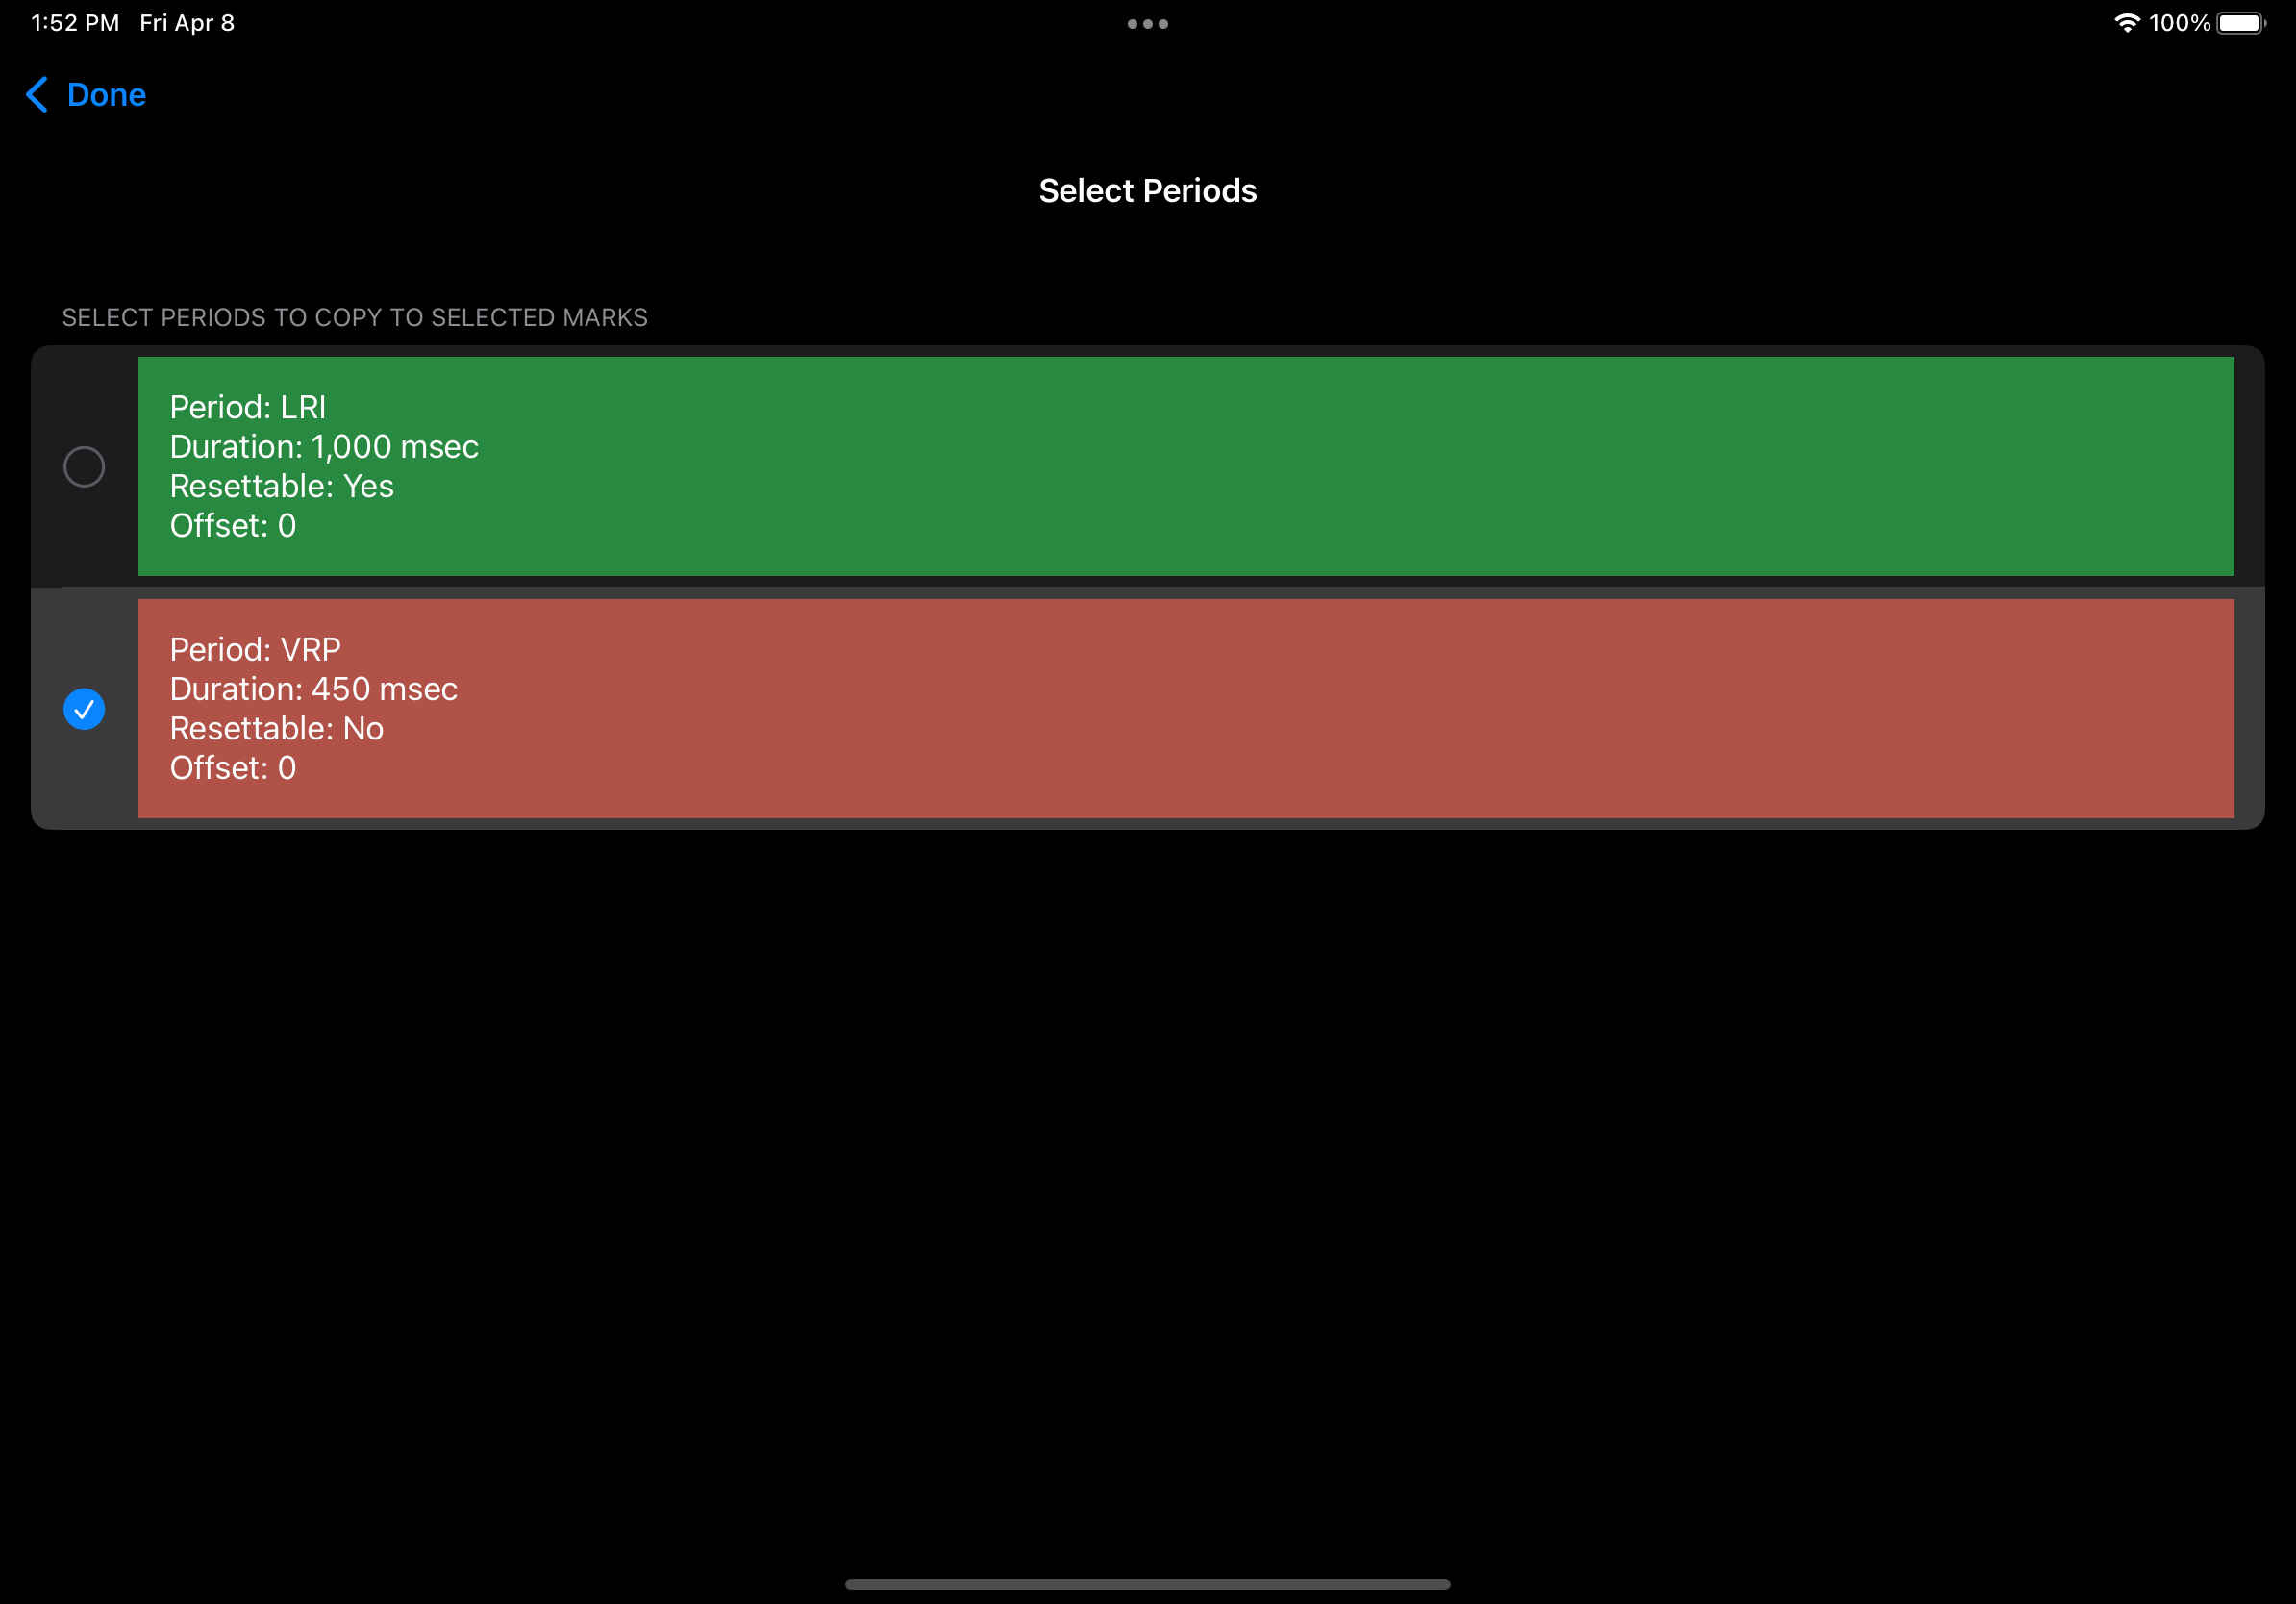 1:52 PM Fri Apr 8
100%
Done
Select Periods
SELECT PERIODS TO COPY TO SELECTED MARKS
Period: LRI
Duration: 1,000 msec
Resettable: Yes
Offset: 0
Period: VRP
Duration: 450 msec
Resettable: No
Offset: 0